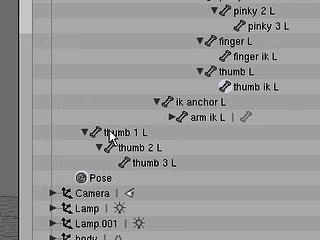 pinky 2 L
pinky 3 L
finger L
finger ik L
thumb L
thumb ik L
ik anchor L
arm ik L
thumb 1 L
thumb 2 L
thumb 3 L
Pose
Camera
Lamp
Lamp.001
body